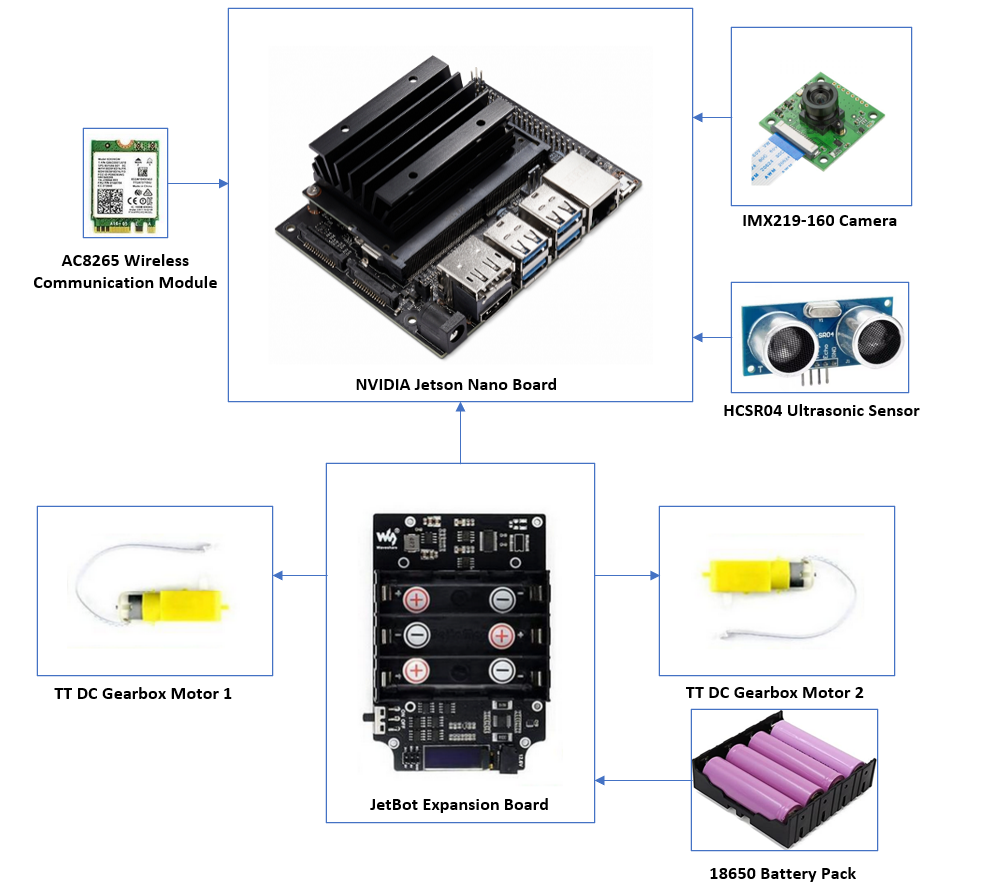 NVIDIA Jetson Nano Board
IMX219-160 Camera
AC8265 Wireless
Communication Module
HCSR04 Ultrasonic Sensor
TT DC Gearbox Motor 1
TT DC Gearbox Motor 2
JetBot Expansion Board
18650 Battery Pack